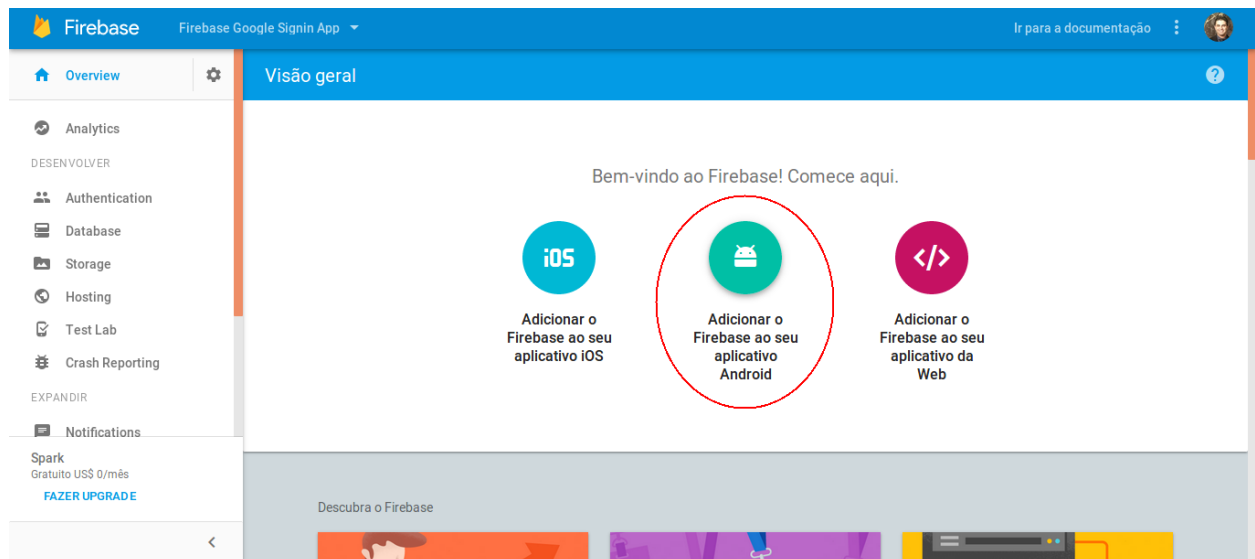 Firebase
Firebase Google Signin App
Ir para a documentação
Overview
Visão geral
Analytics
DESENVOLVER
Authentication
Database
Storage
Hosting
Test Lab
Crash Reporting
EXPANDIR
Notifications
Spark
Gratuito US$ 0/mês
FAZER UPGRADE
Bem-vindo ao Firebase! Comece aqui.
iOS
Adicionar o
Firebase ao seu
aplicativo iOS
Adicionar o
Firebase ao seu
aplicativo
Android
</>
Adicionar o
Firebase ao seu
aplicativo da
Web
Descubra o Firebase